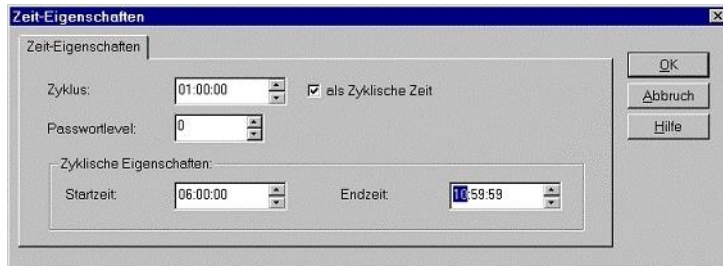 Zeit-Eigenschaften
Zeit-Eigenschaften
OK
Zyklus: 01:00:00 als Zyklische Zeit
Abbruch
Passwortlevel: 0
Hilfe
Zyklische Eigenschaften:
Startzeit: 06:00:00 Endzeit: 10:59:59